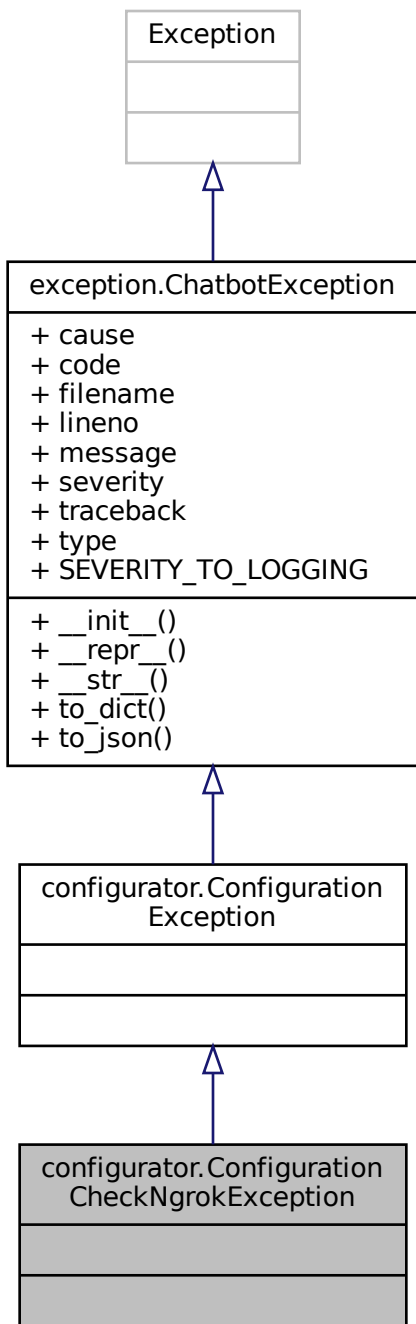 Exception
exception.ChatbotException
+ cause
+ code
+ filename
+ lineno
+ message
+ severity
+ traceback
+ type
+ SEVERITY_TO_LOGGING
+ __init__()
+ __repr__()
+ __str__()
+ to_dict()
+ to_json()
configurator.Configuration
Exception
configurator.Configuration
CheckNgrokException